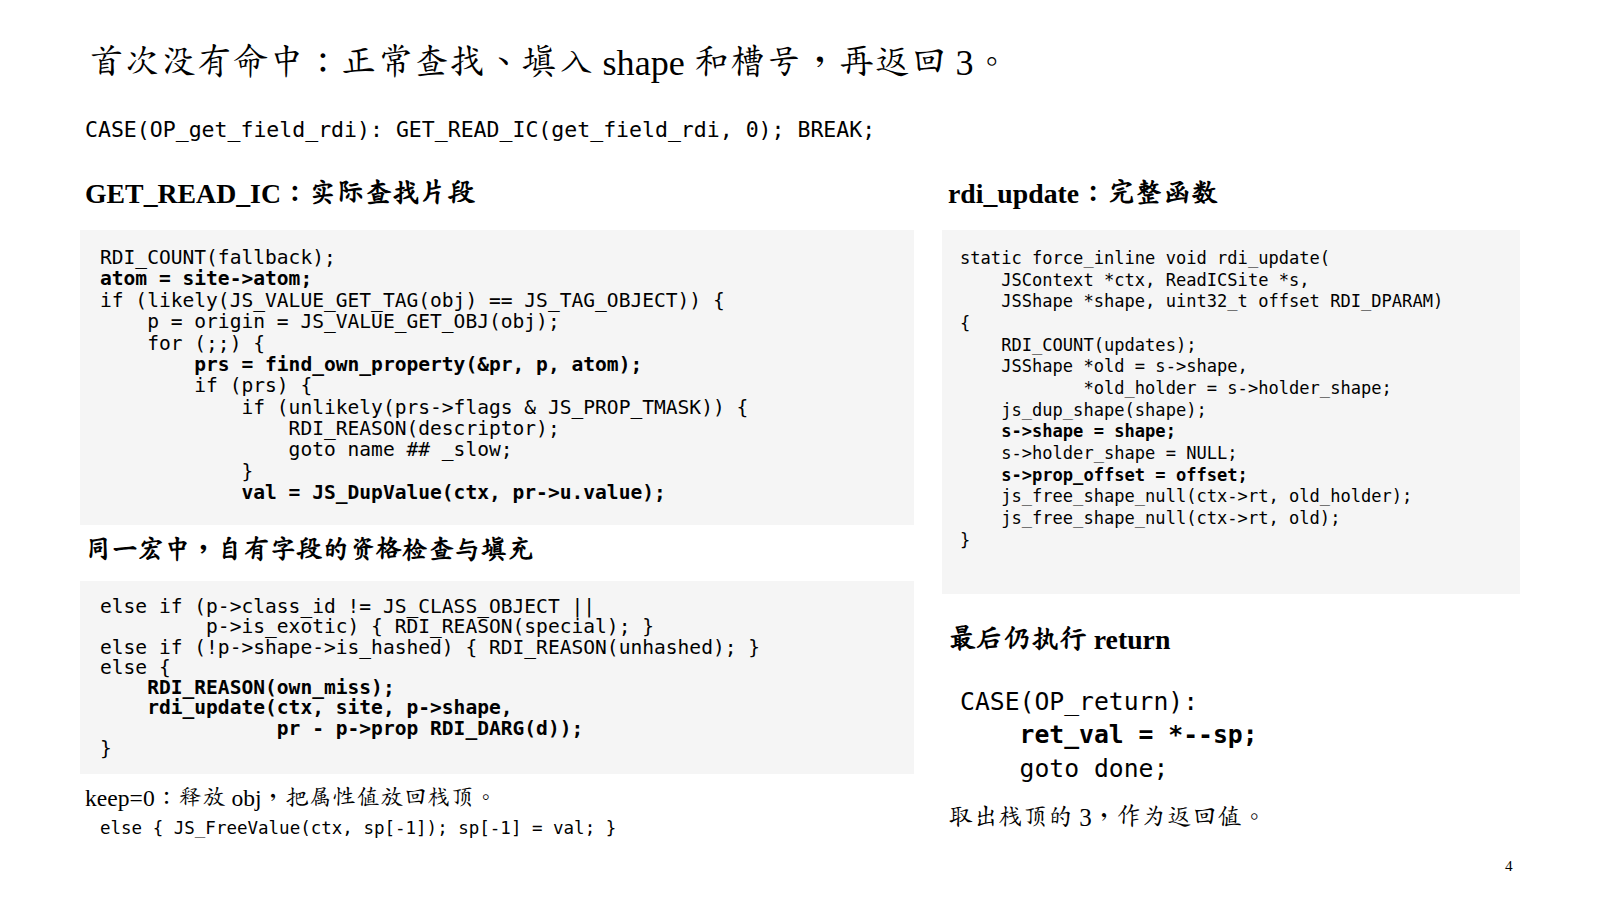 首次没有命中：正常查找、填入 shape 和槽号，再返回 3。
CASE(OP_get_field_rdi): GET_READ_IC(get_field_rdi, 0); BREAK;
GET_READ_IC：实际查找片段
RDI_COUNT(fallback);
atom = site->atom;
if (likely(JS_VALUE_GET_TAG(obj) == JS_TAG_OBJECT)) {
    p = origin = JS_VALUE_GET_OBJ(obj);
    for (;;) {
        prs = find_own_property(&pr, p, atom);
        if (prs) {
            if (unlikely(prs->flags & JS_PROP_TMASK)) {
                RDI_REASON(descriptor);
                goto name ## _slow;
            }
            val = JS_DupValue(ctx, pr->u.value);
同一宏中，自有字段的资格检查与填充
else if (p->class_id != JS_CLASS_OBJECT ||
         p->is_exotic) { RDI_REASON(special); }
else if (!p->shape->is_hashed) { RDI_REASON(unhashed); }
else {
    RDI_REASON(own_miss);
    rdi_update(ctx, site, p->shape,
               pr - p->prop RDI_DARG(d));
}
keep=0：释放 obj，把属性值放回栈顶。
else { JS_FreeValue(ctx, sp[-1]); sp[-1] = val; }
rdi_update：完整函数
static force_inline void rdi_update(
    JSContext *ctx, ReadICSite *s,
    JSShape *shape, uint32_t offset RDI_DPARAM)
{
    RDI_COUNT(updates);
    JSShape *old = s->shape,
            *old_holder = s->holder_shape;
    js_dup_shape(shape);
    s->shape = shape;
    s->holder_shape = NULL;
    s->prop_offset = offset;
    js_free_shape_null(ctx->rt, old_holder);
    js_free_shape_null(ctx->rt, old);
}
最后仍执行 return
CASE(OP_return):
    ret_val = *--sp;
    goto done;
取出栈顶的 3，作为返回值。
4